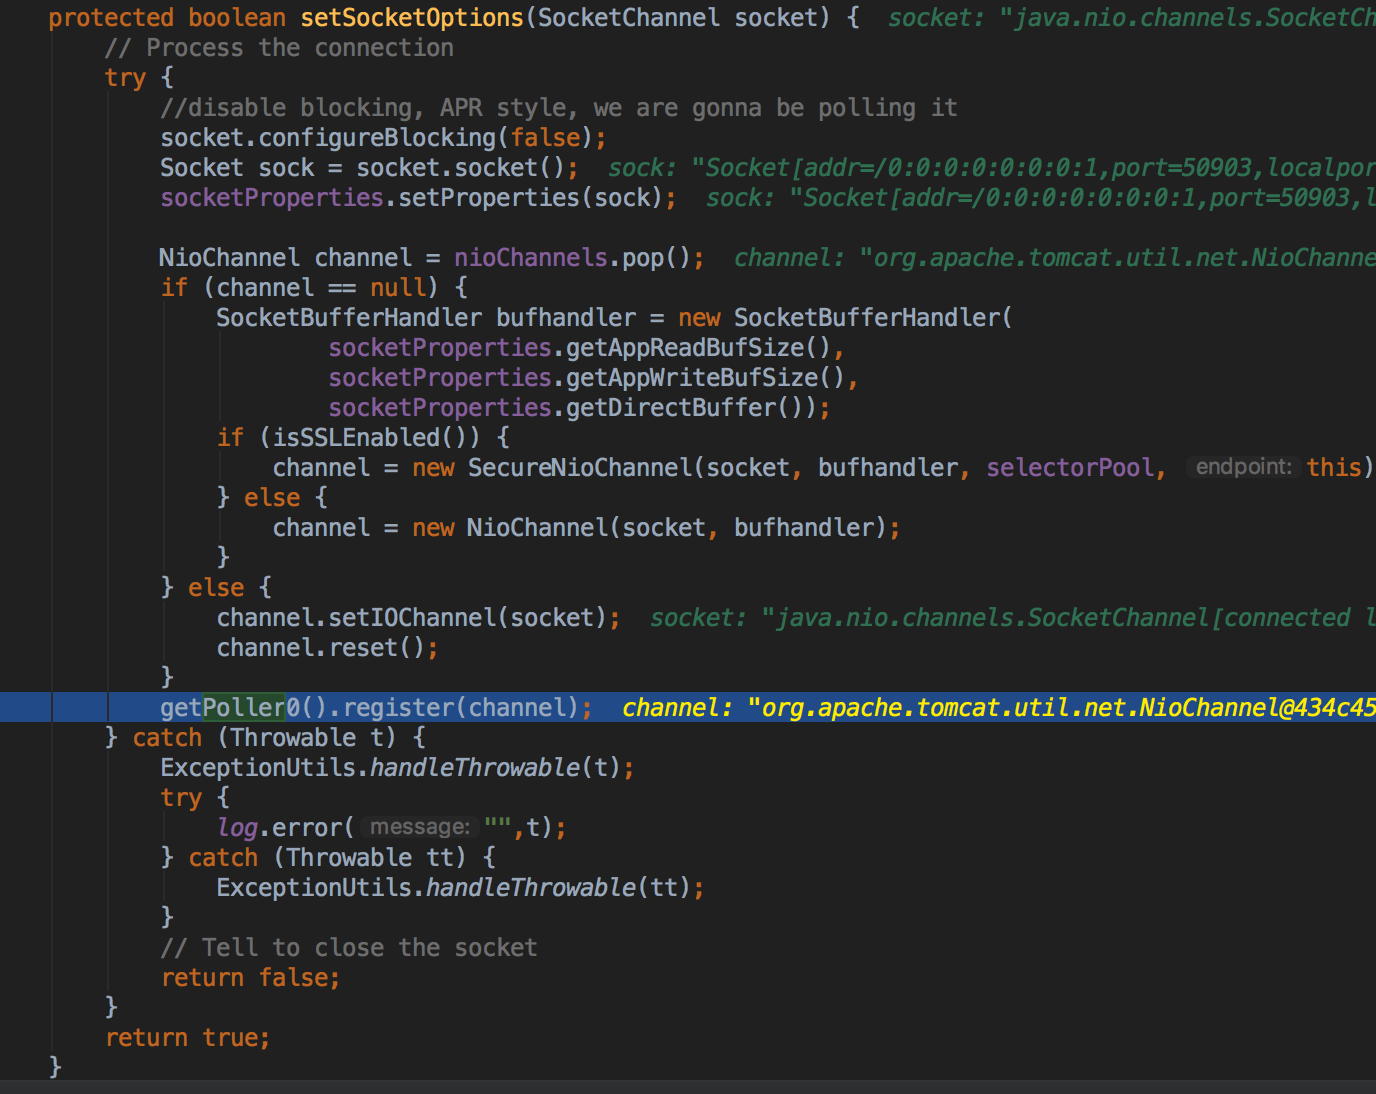 protected boolean setSocketOptions(SocketChannel socket) {  socket: "java.nio.channels.SocketCh
// Process the connection
try {
//disable blocking, APR style, we are gonna be polling it
socket.configureBlocking(false);
Socket sock = socket.socket();  sock: "Socket[addr=/0:0:0:0:0:0:0:1,port=50903,localpor
socketProperties.setProperties(sock);  sock: "Socket[addr=/0:0:0:0:0:0:0:1,port=50903,l
NioChannel channel = nioChannels.pop();  channel: "org.apache.tomcat.util.net.NioChanne
if (channel == null) {
SocketBufferHandler bufhandler = new SocketBufferHandler(
socketProperties.getAppReadBufSize(),
socketProperties.getAppWriteBufSize(),
socketProperties.getDirectBuffer());
if (isSSLEnabled()) {
channel = new SecureNioChannel(socket, bufhandler, selectorPool, endpoint: this)
} else {
channel = new NioChannel(socket, bufhandler);
}
} else {
channel.setIOChannel(socket);  socket: "java.nio.channels.SocketChannel[connected l
channel.reset();
}
getPoller0().register(channel);  channel: "org.apache.tomcat.util.net.NioChannel@434c45
} catch (Throwable t) {
ExceptionUtils.handleThrowable(t);
try {
log.error( message: "",t);
} catch (Throwable tt) {
ExceptionUtils.handleThrowable(tt);
}
// Tell to close the socket
return false;
}
return true;
}